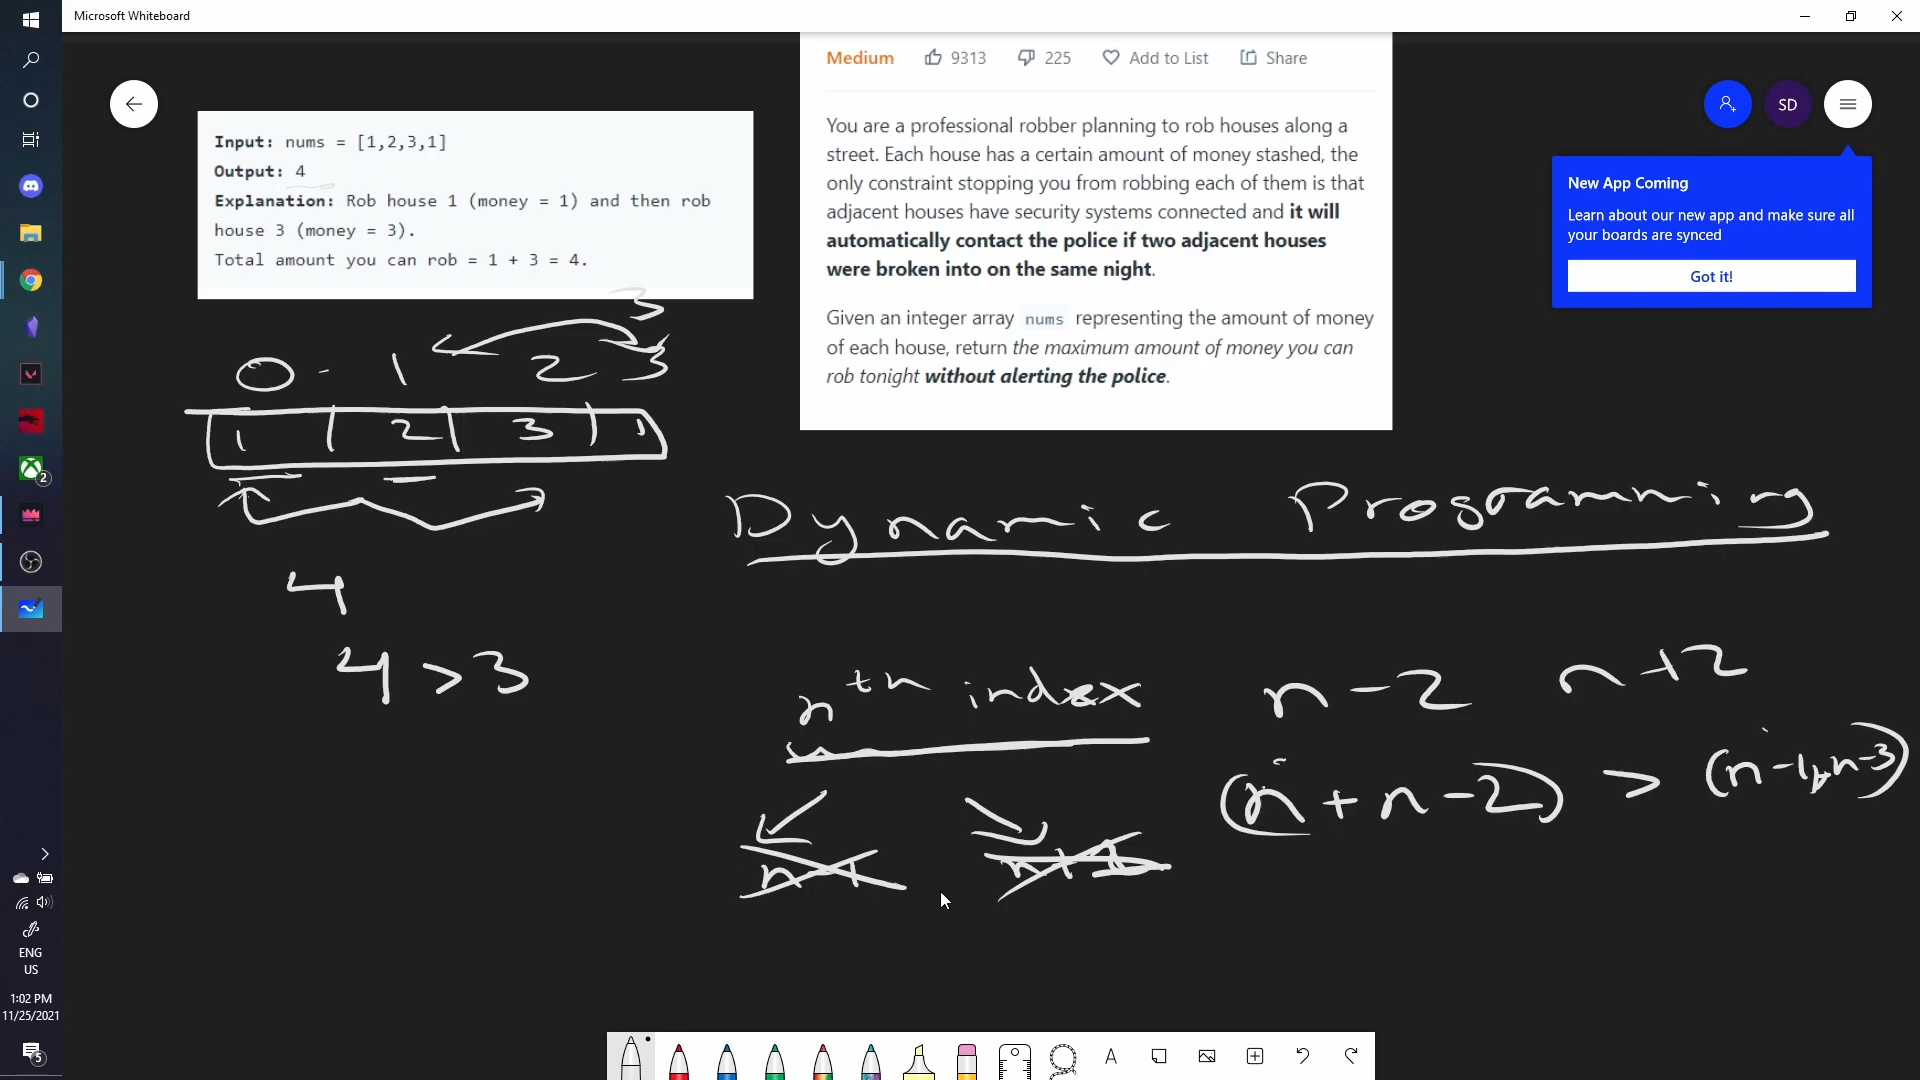 Microsoft Whiteboard
Medium 9313 225 Add to List Share
You are a professional robber planning to rob houses along a
street. Each house has a certain amount of money stashed, the
only constraint stopping you from robbing each of them is that
adjacent houses have security systems connected and it will
automatically contact the police if two adjacent houses
were broken into on the same night.
Given an integer array nums representing the amount of money
of each house, return the maximum amount of money you can
rob tonight without alerting the police.
Input: nums = [1,2,3,1]
Output: 4
Explanation: Rob house 1 (money = 1) and then rob
house 3 (money = 3).
Total amount you can rob = 1 + 3 = 4.
SD
New App Coming
Learn about our new app and make sure all
your boards are synced
Got it!
3
0 - 1 2 3
1 2 3 1
4
4 > 3
Dynamic Programming
nth index n-2 n+2
(n + n-2) > (n-1, n-3)
n-1 n+1
2
ENG
US
1:02 PM
11/25/2021
5
A